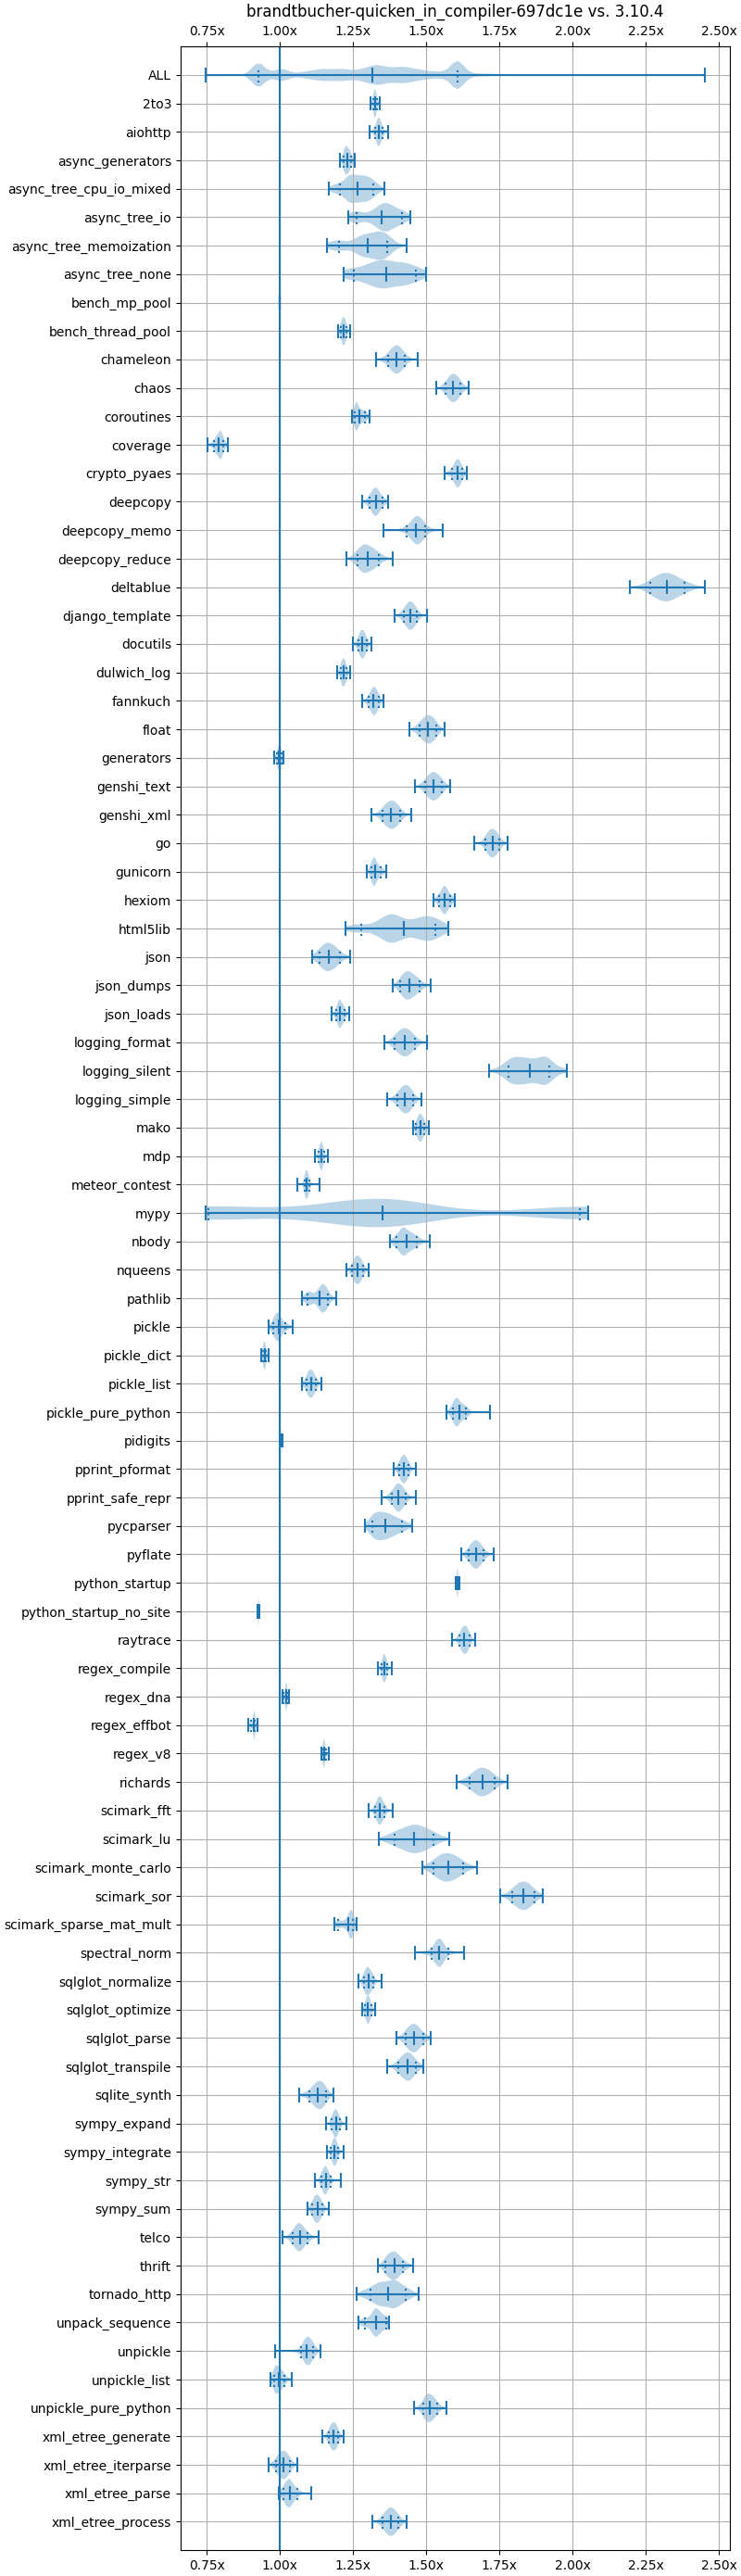 brandtbucher-quicken_in_compiler-697dc1e vs. 3.10.4
0.75x 1.00x 1.25x 1.50x 1.75x 2.00x 2.25x 2.50x
ALL
2to3
aiohttp
async_generators
async_tree_cpu_io_mixed
async_tree_io
async_tree_memoization
async_tree_none
bench_mp_pool
bench_thread_pool
chameleon
chaos
coroutines
coverage
crypto_pyaes
deepcopy
deepcopy_memo
deepcopy_reduce
deltablue
django_template
docutils
dulwich_log
fannkuch
float
generators
genshi_text
genshi_xml
go
gunicorn
hexiom
html5lib
json
json_dumps
json_loads
logging_format
logging_silent
logging_simple
mako
mdp
meteor_contest
mypy
nbody
nqueens
pathlib
pickle
pickle_dict
pickle_list
pickle_pure_python
pidigits
pprint_pformat
pprint_safe_repr
pycparser
pyflate
python_startup
python_startup_no_site
raytrace
regex_compile
regex_dna
regex_effbot
regex_v8
richards
scimark_fft
scimark_lu
scimark_monte_carlo
scimark_sor
scimark_sparse_mat_mult
spectral_norm
sqlglot_normalize
sqlglot_optimize
sqlglot_parse
sqlglot_transpile
sqlite_synth
sympy_expand
sympy_integrate
sympy_str
sympy_sum
telco
thrift
tornado_http
unpack_sequence
unpickle
unpickle_list
unpickle_pure_python
xml_etree_generate
xml_etree_iterparse
xml_etree_parse
xml_etree_process
0.75x 1.00x 1.25x 1.50x 1.75x 2.00x 2.25x 2.50x